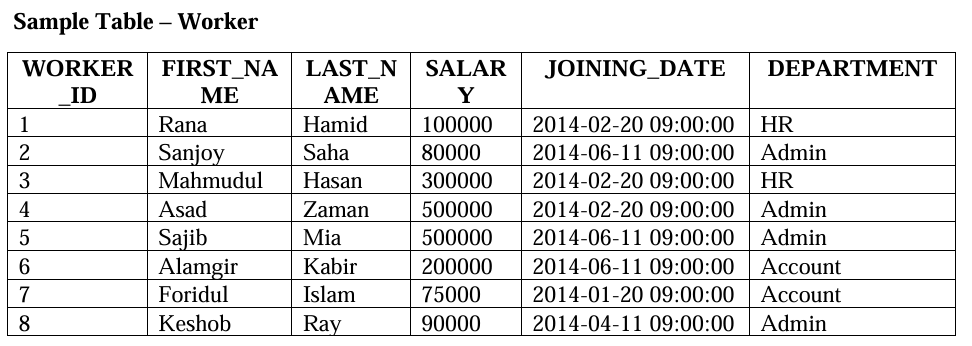 Sample Table – Worker
WORKER_ID FIRST_NAME LAST_NAME SALARY JOINING_DATE DEPARTMENT
1 Rana Hamid 100000 2014-02-20 09:00:00 HR
2 Sanjoy Saha 80000 2014-06-11 09:00:00 Admin
3 Mahmudul Hasan 300000 2014-02-20 09:00:00 HR
4 Asad Zaman 500000 2014-02-20 09:00:00 Admin
5 Sajib Mia 500000 2014-06-11 09:00:00 Admin
6 Alamgir Kabir 200000 2014-06-11 09:00:00 Account
7 Foridul Islam 75000 2014-01-20 09:00:00 Account
8 Keshob Ray 90000 2014-04-11 09:00:00 Admin